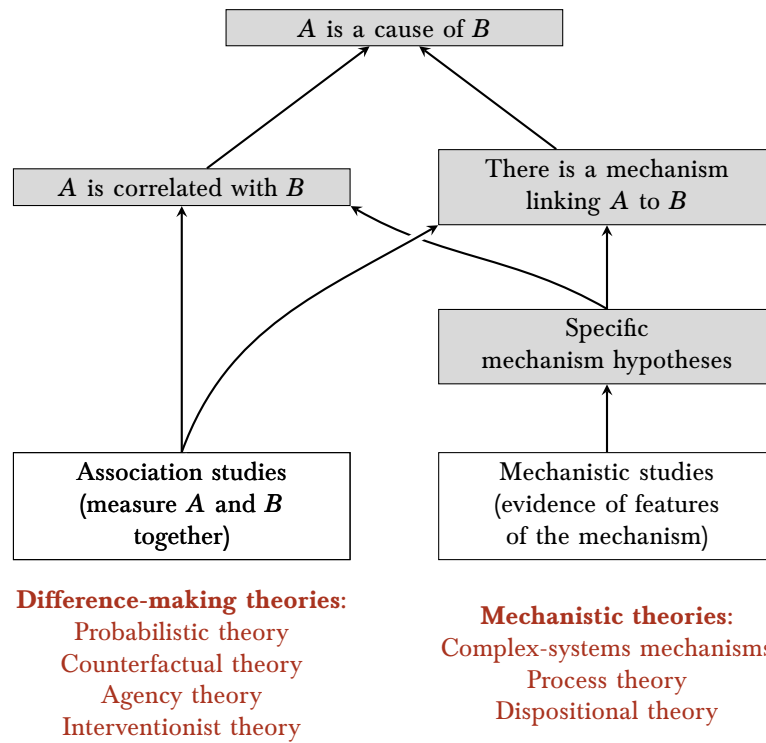 A is a cause of B
A is correlated with B
There is a mechanism
linking A to B
Specific
mechanism hypotheses
Association studies
(measure A and B
together)
Mechanistic studies
(evidence of features
of the mechanism)
Difference-making theories:
Probabilistic theory
Counterfactual theory
Agency theory
Interventionist theory
Mechanistic theories:
Complex-systems mechanisms
Process theory
Dispositional theory